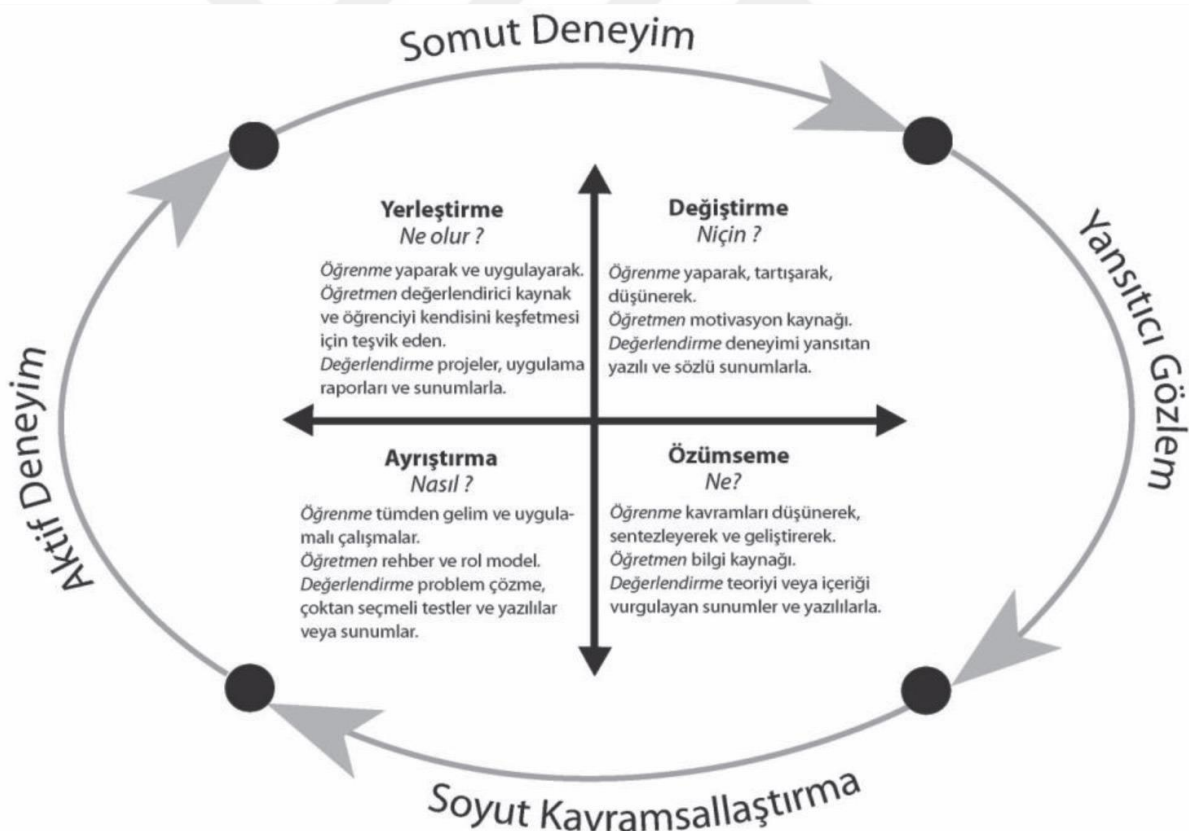 Somut Deneyim
Yerleştirme
Ne olur ?
Öğrenme yaparak ve uygulayarak.
Öğretmen değerlendirici kaynak
ve öğrenciyi kendisini keşfetmesi
için teşvik eden.
Değerlendirme projeler, uygulama
raporları ve sunumlarla.
Değiştirme
Niçin ?
Öğrenme yaparak, tartışarak,
düşünerek.
Öğretmen motivasyon kaynağı.
Değerlendirme deneyimi yansıtan
yazılı ve sözlü sunumlarla.
Yansıtıcı Gözlem
Aktif Deneyim
Ayrıştırma
Nasıl ?
Öğrenme tümden gelim ve uygula-
malı çalışmalar.
Öğretmen rehber ve rol model.
Değerlendirme problem çözme,
çoktan seçmeli testler ve yazılılar
veya sunumlar.
Özümseme
Ne?
Öğrenme kavramları düşünerek,
sentezleyerek ve geliştirerek.
Öğretmen bilgi kaynağı.
Değerlendirme teoriyi veya içeriği
vurgulayan sunumler ve yazılılarla.
Soyut Kavramsallaştırma